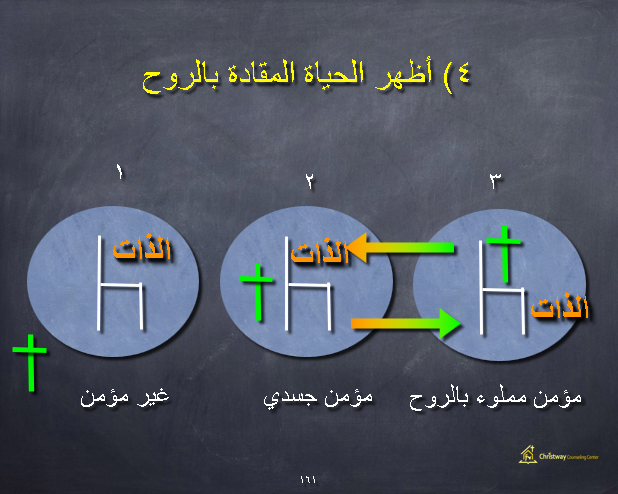 ٤) أظهر الحياة المقادة بالروح
١
٢
٣
الذات
الذات
الذات
غير مؤمن
مؤمن جسدي
مؤمن مملوء بالروح
Christway Counseling Center
١٦١